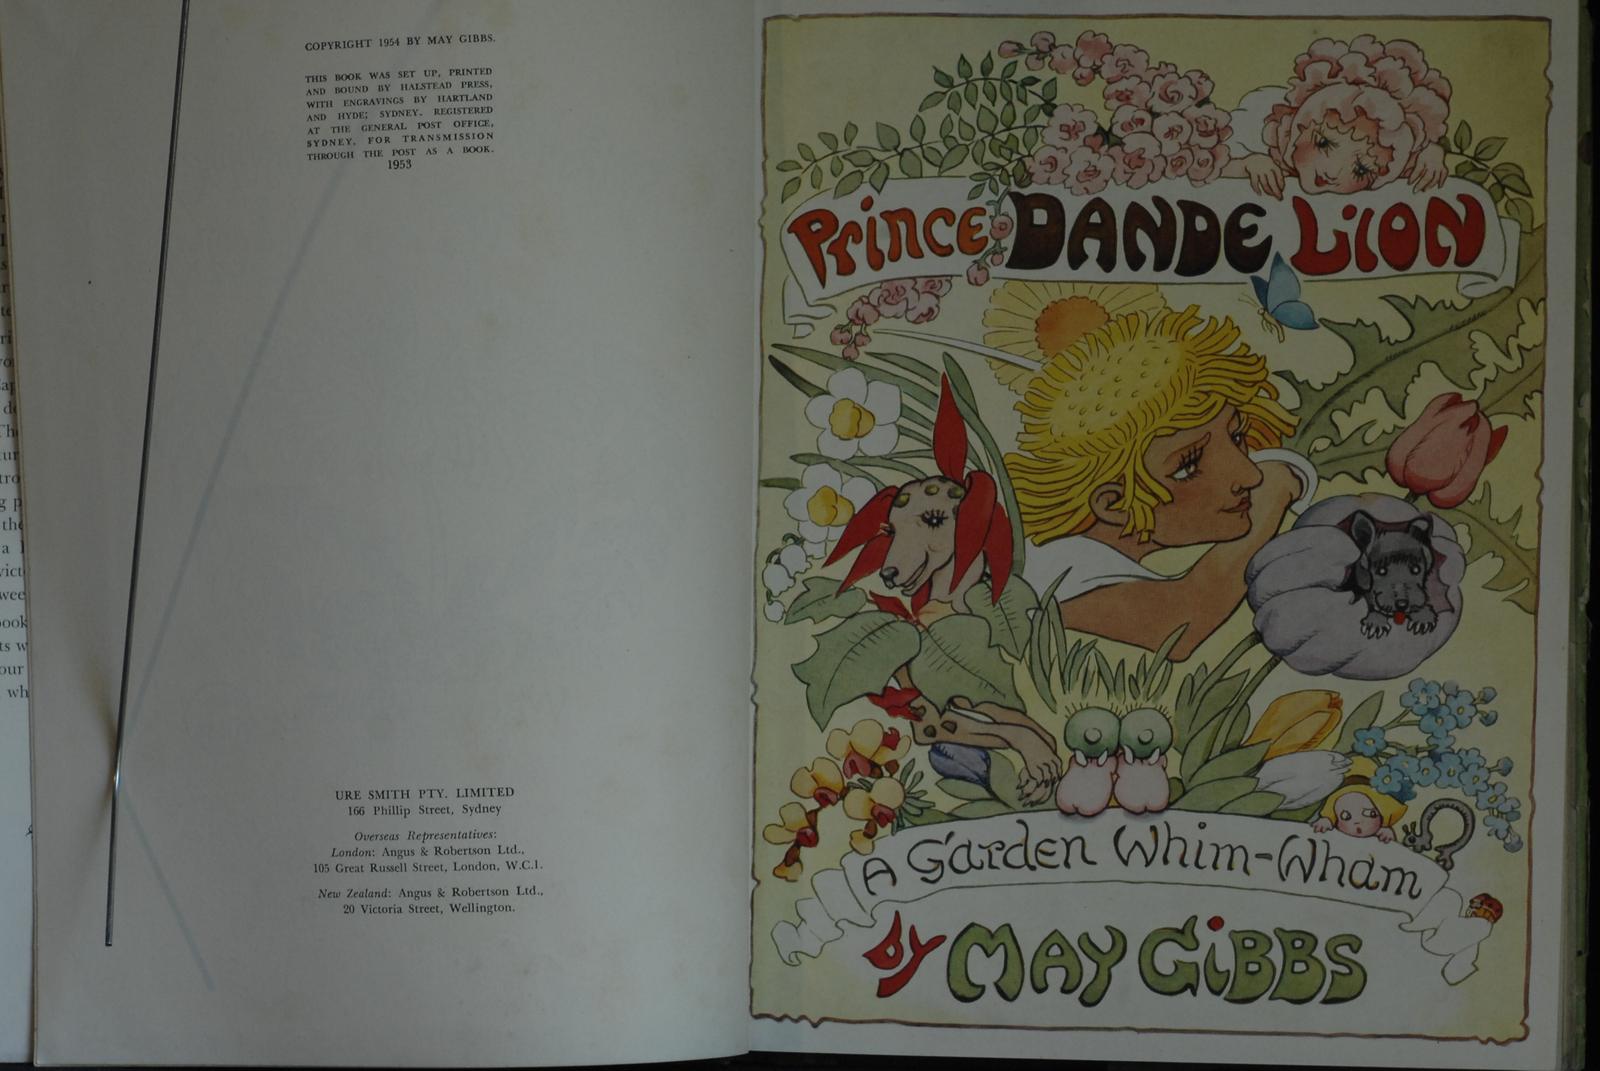 COPYRIGHT 1954 BY MAY GIBBS.
THIS BOOK WAS SET UP, PRINTED
AND BOUND BY HALSTEAD PRESS,
WITH ENGRAVINGS BY HARTLAND
AND HYDE; SYDNEY. REGISTERED
AT THE GENERAL POST OFFICE,
SYDNEY, FOR TRANSMISSION
THROUGH THE POST AS A BOOK.
1953
URE SMITH PTY. LIMITED
166 Phillip Street, Sydney
Overseas Representatives:
London: Angus & Robertson Ltd.,
105 Great Russell Street, London, W.C.1.
New Zealand: Angus & Robertson Ltd.,
20 Victoria Street, Wellington.
Prince DANDE LiON
A Garden Whim-Wham
by MAY GiBBS